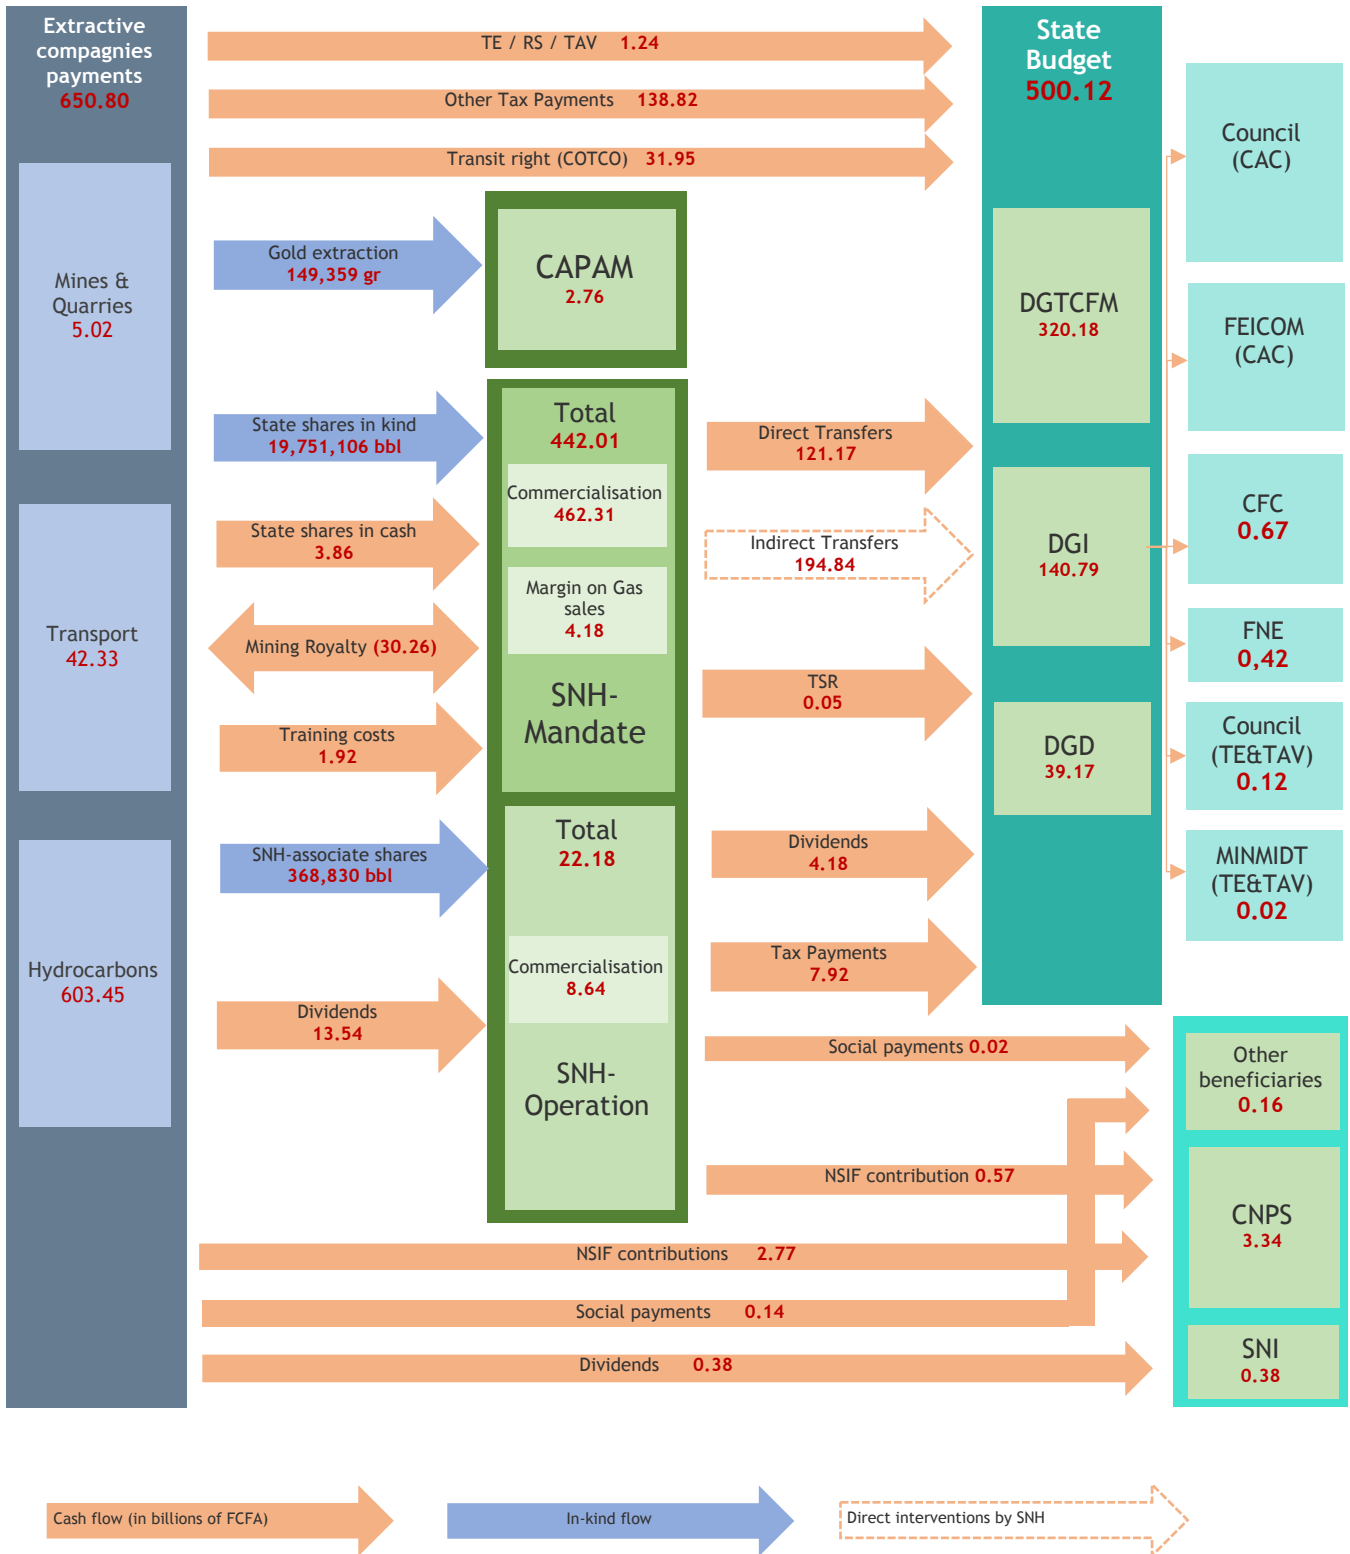 Extractive
compagnies
payments
650.80
Mines &
Quarries
5.02
Transport
42.33
Hydrocarbons
603.45
TE / RS / TAV 1.24
Other Tax Payments 138.82
Transit right (COTCO) 31.95
Gold extraction
149,359 gr
State shares in kind
19,751,106 bbl
State shares in cash
3.86
Mining Royalty (30.26)
Training costs
1.92
SNH-associate shares
368,830 bbl
Dividends
13.54
CAPAM
2.76
Total
442.01
Commercialisation
462.31
Margin on Gas
sales
4.18
SNH-
Mandate
Total
22.18
Commercialisation
8.64
SNH-
Operation
Direct Transfers
121.17
Indirect Transfers
194.84
TSR
0.05
Dividends
4.18
Tax Payments
7.92
Social payments 0.02
NSIF contribution 0.57
NSIF contributions 2.77
Social payments 0.14
Dividends 0.38
State
Budget
500.12
DGTCFM
320.18
DGI
140.79
DGD
39.17
Council
(CAC)
FEICOM
(CAC)
CFC
0.67
FNE
0,42
Council
(TE&TAV)
0.12
MINMIDT
(TE&TAV)
0.02
Other
beneficiaries
0.16
CNPS
3.34
SNI
0.38
Cash flow (in billions of FCFA)
In-kind flow
Direct interventions by SNH